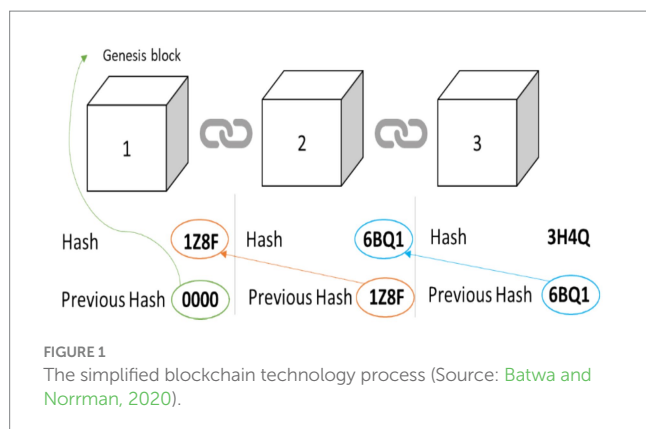 Genesis block
1
2
3
Hash 1Z8F Hash 6BQ1 Hash 3H4Q
Previous Hash 0000 Previous Hash 1Z8F Previous Hash 6BQ1
FIGURE 1
The simplified blockchain technology process (Source: Batwa and
Norrman, 2020).